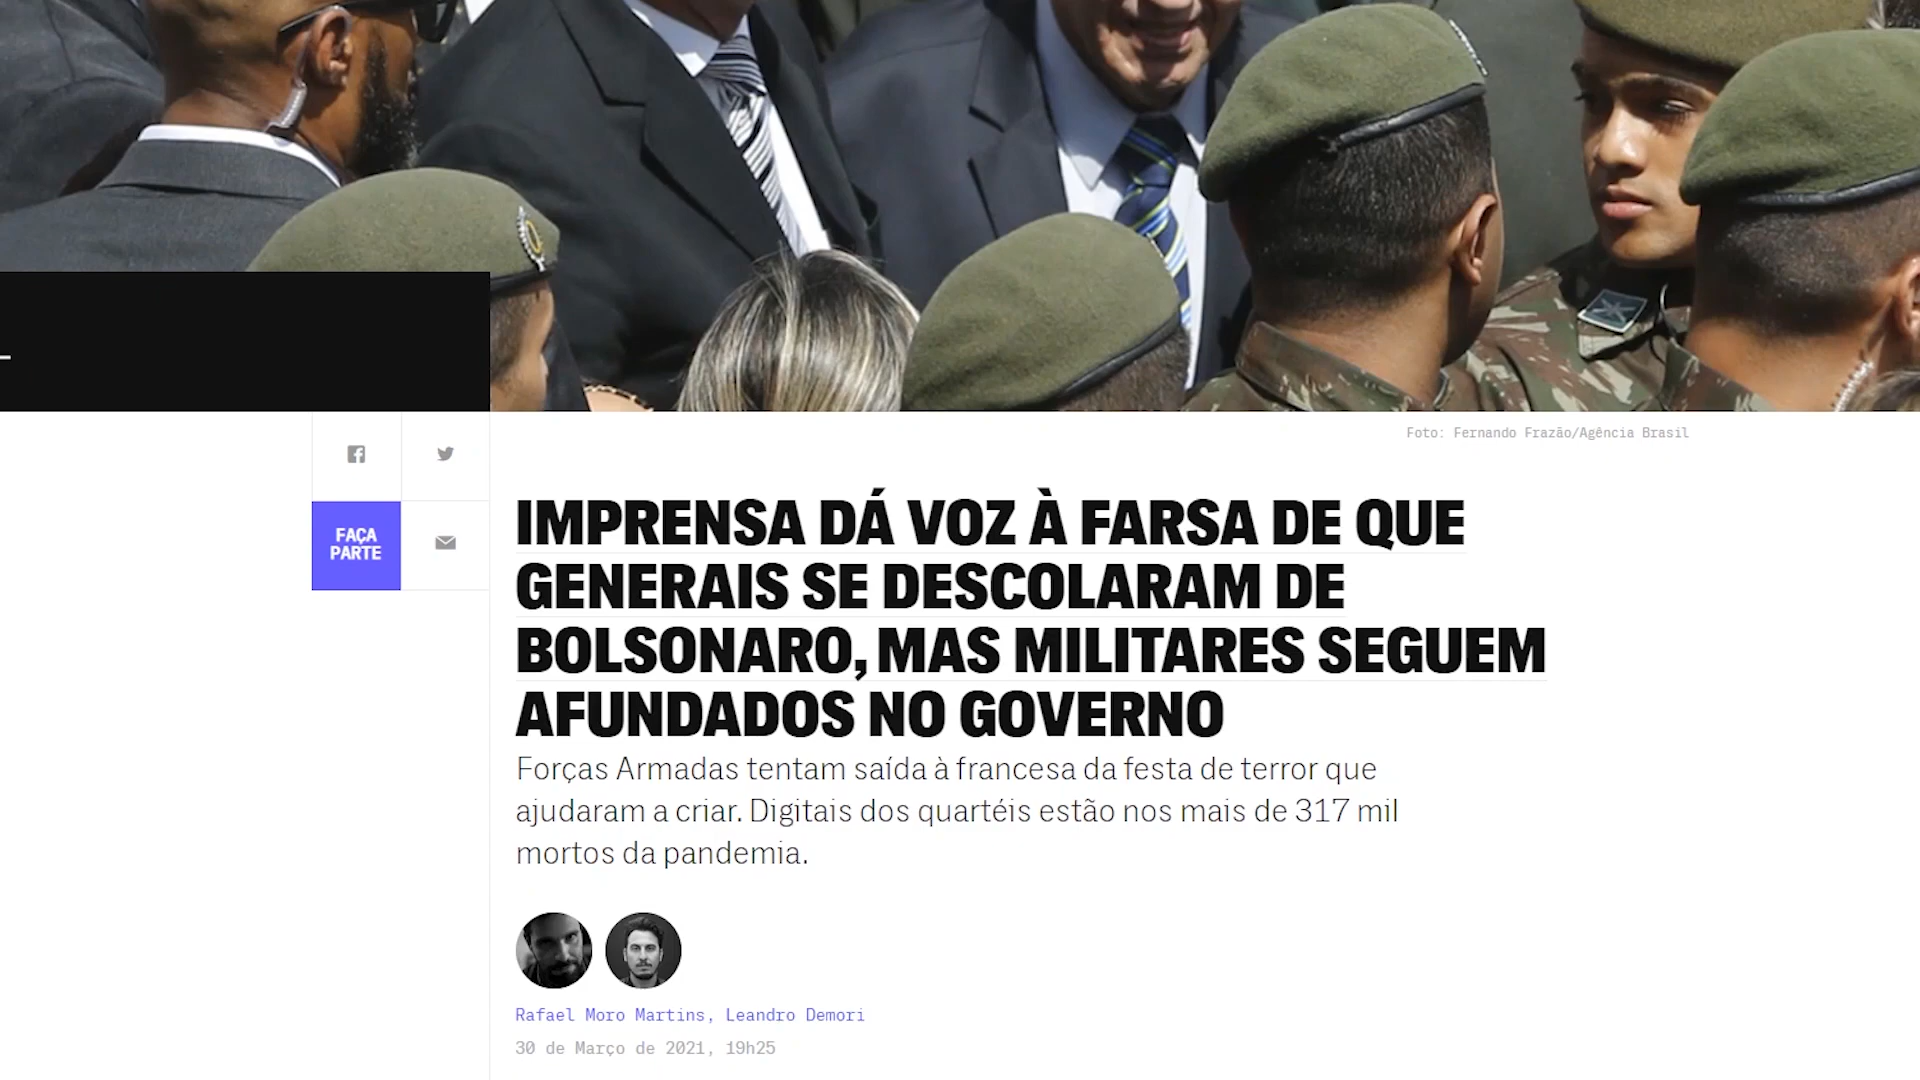 Foto: Fernando Frazão/Agência Brasil
FAÇA
PARTE
IMPRENSA DÁ VOZ À FARSA DE QUE
GENERAIS SE DESCOLARAM DE
BOLSONARO, MAS MILITARES SEGUEM
AFUNDADOS NO GOVERNO
Forças Armadas tentam saída à francesa da festa de terror que
ajudaram a criar. Digitais dos quartéis estão nos mais de 317 mil
mortos da pandemia.
Rafael Moro Martins, Leandro Demori
30 de Março de 2021, 19h25